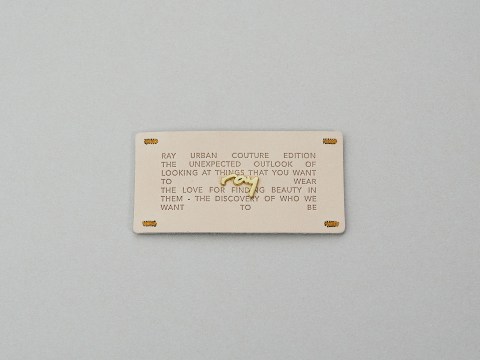 RAY URBAN COUTURE EDITION
THE UNEXPECTED OUTLOOK OF
LOOKING AT THINGS THAT YOU WANT
TO WEAR
ray
THE LOVE FOR FINDING BEAUTY IN
THEM - THE DISCOVERY OF WHO WE
WANT TO BE